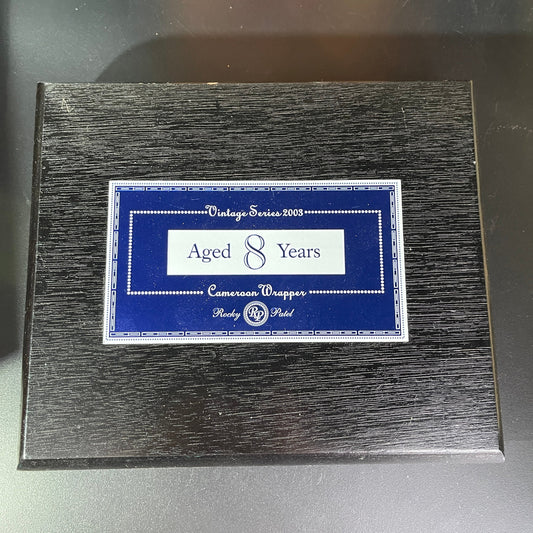 Vintage Series 2003
Aged 8 Years
Cameroon Wrapper
Rocky RP Patel